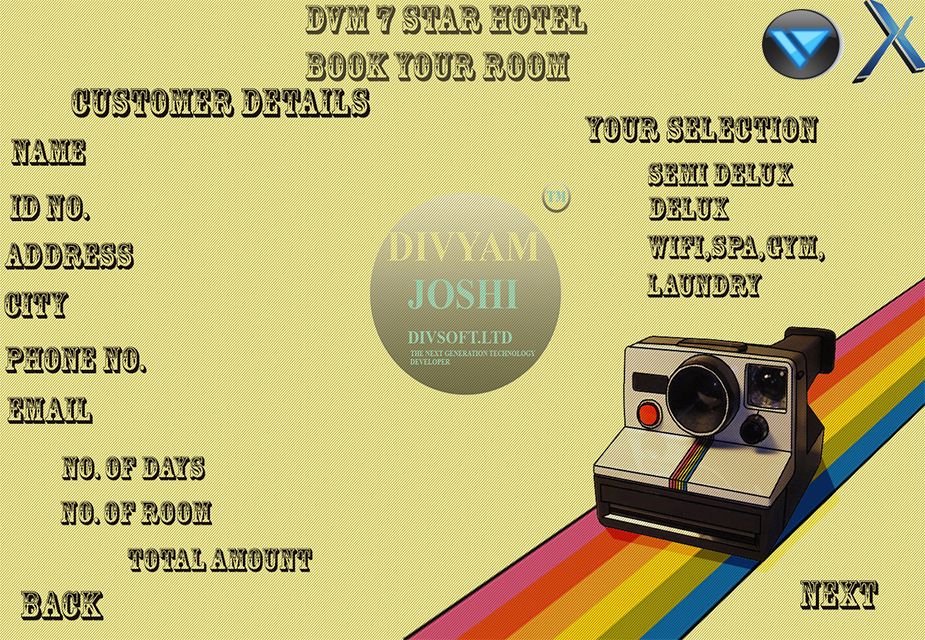 DVM 7 STAR HOTEL
BOOK YOUR ROOM
CUSTOMER DETAILS
NAME
ID NO.
ADDRESS
CITY
PHONE NO.
EMAIL
NO. OF DAYS
NO. OF ROOM
TOTAL AMOUNT
BACK
TM
DIVYAM
JOSHI
DIVSOFT.LTD
THE NEXT GENERATION TECHNOLOGY
DEVELOPER
YOUR SELECTION
SEMI DELUX
DELUX
WIFI,SPA,GYM,
LAUNDRY
NEXT
X